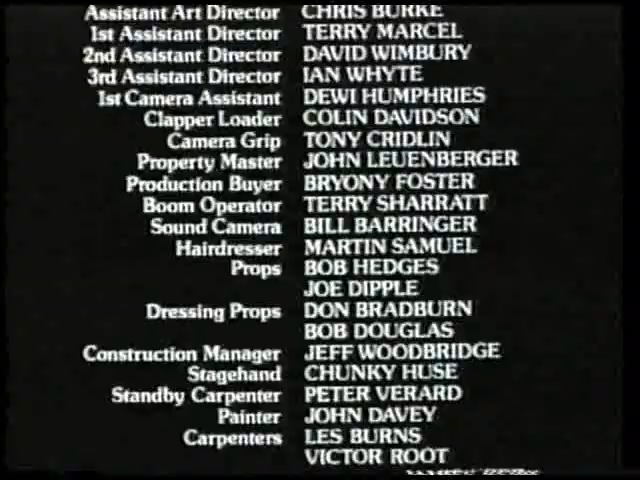 Assistant Art Director CHRIS BURKE
1st Assistant Director TERRY MARCEL
2nd Assistant Director DAVID WIMBURY
3rd Assistant Director IAN WHYTE
1st Camera Assistant DEWI HUMPHRIES
Clapper Loader COLIN DAVIDSON
Camera Grip TONY CRIDLIN
Property Master JOHN LEUENBERGER
Production Buyer BRYONY FOSTER
Boom Operator TERRY SHARRATT
Sound Camera BILL BARRINGER
Hairdresser MARTIN SAMUEL
Props BOB HEDGES
JOE DIPPLE
Dressing Props DON BRADBURN
BOB DOUGLAS
Construction Manager JEFF WOODBRIDGE
Stagehand CHUNKY HUSE
Standby Carpenter PETER VERARD
Painter JOHN DAVEY
Carpenters LES BURNS
VICTOR ROOT